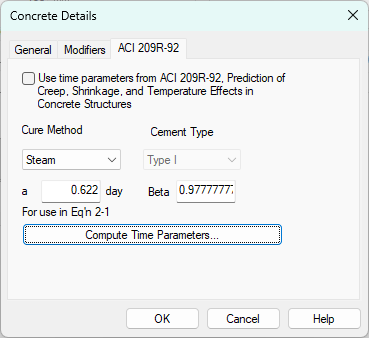 Concrete Details
General Modifiers ACI 209R-92
Use time parameters from ACI 209R-92, Prediction of
Creep, Shrinkage, and Temperature Effects in
Concrete Structures
Cure Method Cement Type
Steam Type I
a 0.622 day Beta 0.9777777
For use in Eq'n 2-1
Compute Time Parameters...
OK Cancel Help